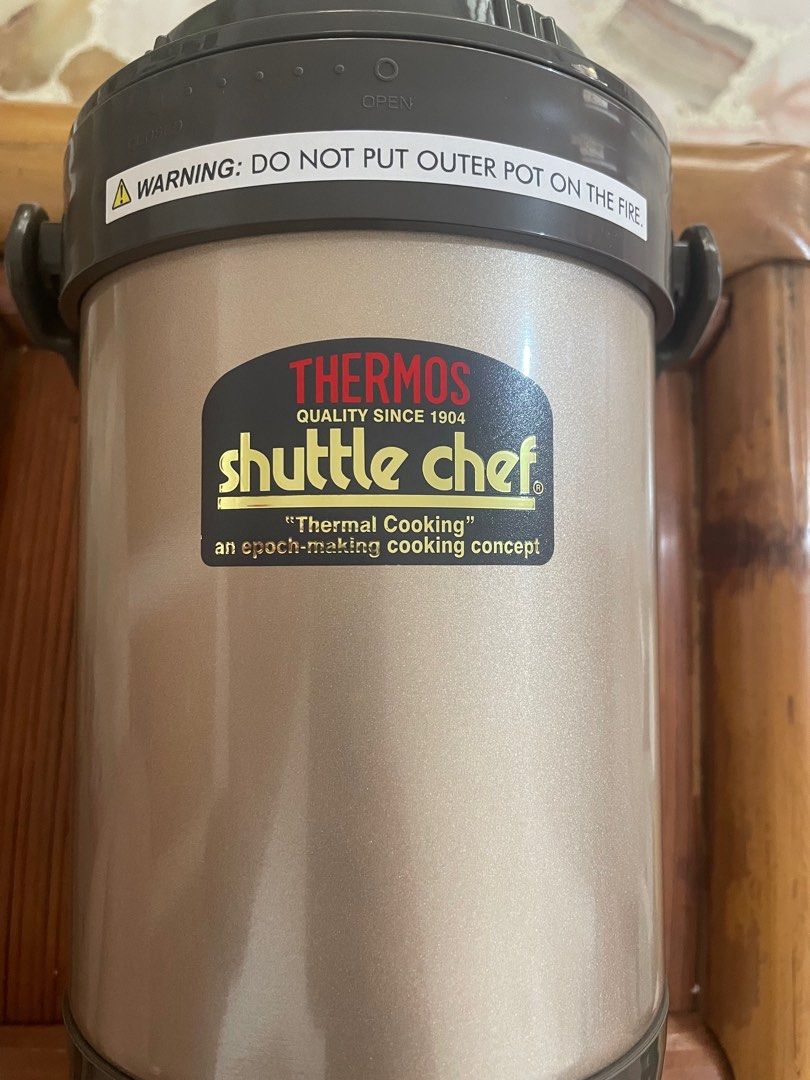 OPEN
CLOSED
WARNING: DO NOT PUT OUTER POT ON THE FIRE.
THERMOS
QUALITY SINCE 1904
shuttle chef®
"Thermal Cooking"
an epoch-making cooking concept